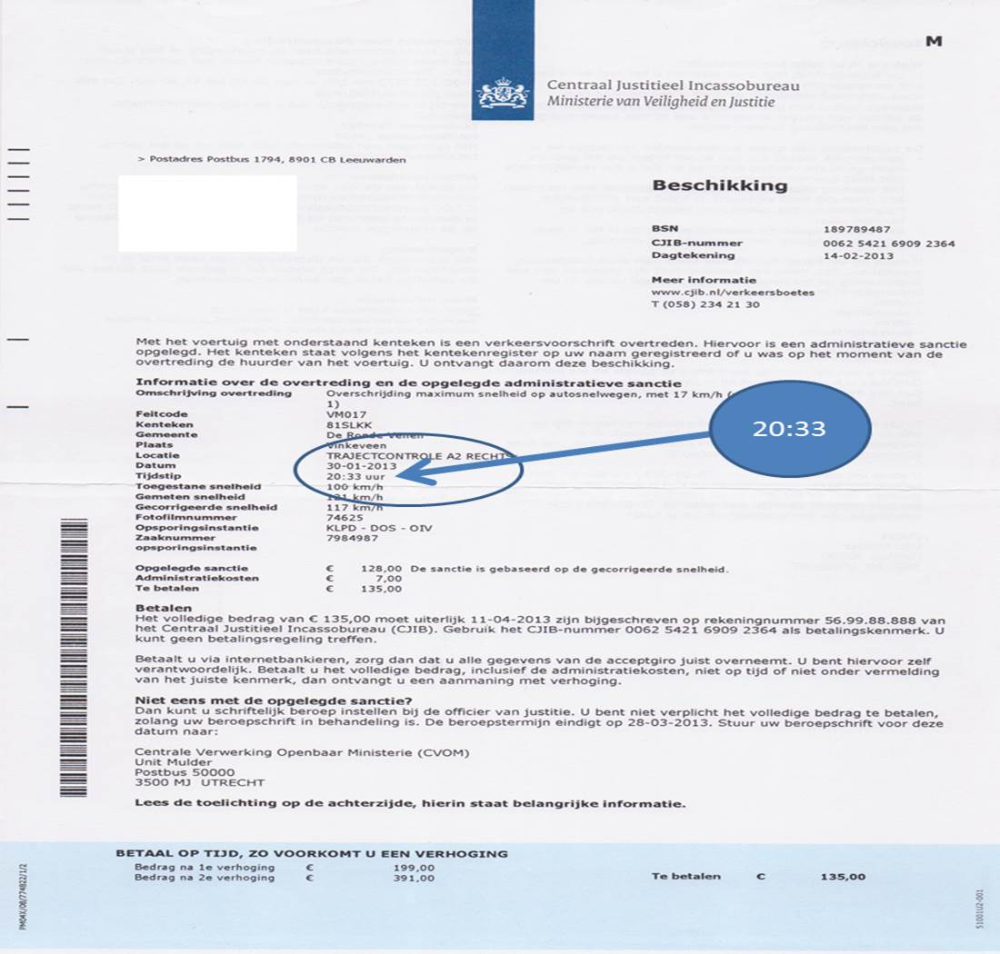 M
Centraal Justitieel Incassobureau
Ministerie van Veiligheid en Justitie
> Postadres Postbus 1794, 8901 CB Leeuwarden
Beschikking
BSN 189789487
CJIB-nummer 0062 5421 6909 2364
Dagtekening 14-02-2013
Meer informatie
www.cjib.nl/verkeersboetes
T (058) 234 21 30
Met het voertuig met onderstaand kenteken is een verkeersvoorschrift overtreden. Hiervoor is een administratieve sanctie
opgelegd. Het kenteken staat volgens het kentekenregister op uw naam geregistreerd of u was op het moment van de
overtreding de huurder van het voertuig. U ontvangt daarom deze beschikking.
Informatie over de overtreding en de opgelegde administratieve sanctie
Omschrijving overtreding Overschrijding maximum snelheid op autosnelwegen, met 17 km/h
1)
Feitcode VM017
Kenteken 81SLKK
Gemeente De Ronde Venen
Plaats Vinkeveen
Locatie TRAJECTCONTROLE A2 RECHTS
Datum 30-01-2013
Tijdstip 20:33 uur
Toegestane snelheid 100 km/h
Gemeten snelheid 121 km/h
Gecorrigeerde snelheid 117 km/h
Fotofilmnummer 74625
Opsporingsinstantie KLPD - DOS - OIV
Zaaknummer 7984987
opsporingsinstantie
20:33
Opgelegde sanctie € 128,00 De sanctie is gebaseerd op de gecorrigeerde snelheid.
Administratiekosten € 7,00
Te betalen € 135,00
Betalen
Het volledige bedrag van € 135,00 moet uiterlijk 11-04-2013 zijn bijgeschreven op rekeningnummer 56.99.88.888 van
het Centraal Justitieel Incassobureau (CJIB). Gebruik het CJIB-nummer 0062 5421 6909 2364 als betalingskenmerk. U
kunt geen betalingsregeling treffen.
Betaalt u via internetbankieren, zorg dan dat u alle gegevens van de acceptgiro juist overneemt. U bent hiervoor zelf
verantwoordelijk. Betaalt u het volledige bedrag, inclusief de administratiekosten, niet op tijd of niet onder vermelding
van het juiste kenmerk, dan ontvangt u een aanmaning met verhoging.
Niet eens met de opgelegde sanctie?
Dan kunt u schriftelijk beroep instellen bij de officier van justitie. U bent niet verplicht het volledige bedrag te betalen,
zolang uw beroepschrift in behandeling is. De beroepstermijn eindigt op 28-03-2013. Stuur uw beroepschrift voor deze
datum naar:
Centrale Verwerking Openbaar Ministerie (CVOM)
Unit Mulder
Postbus 50000
3500 MJ UTRECHT
Lees de toelichting op de achterzijde, hierin staat belangrijke informatie.
BETAAL OP TIJD, ZO VOORKOMT U EEN VERHOGING
Bedrag na 1e verhoging € 199,00
Bedrag na 2e verhoging € 391,00
Te betalen € 135,00
PM04X/08/774822/1/2
51001U2-001